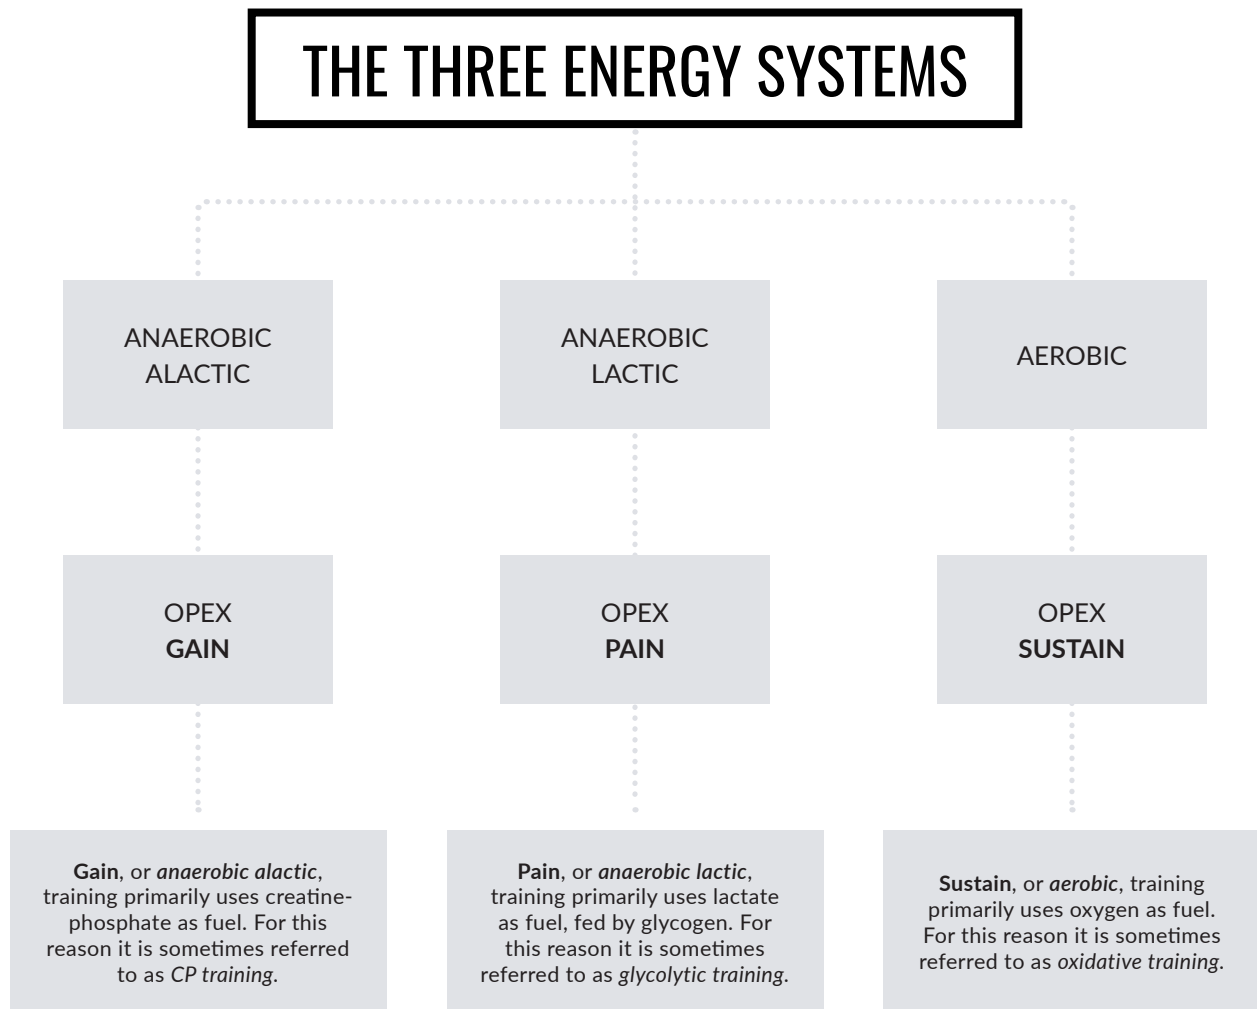 THE THREE ENERGY SYSTEMS
ANAEROBIC
ALACTIC
ANAEROBIC
LACTIC
AEROBIC
OPEX
GAIN
OPEX
PAIN
OPEX
SUSTAIN
Gain, or anaerobic alactic,
training primarily uses creatine-
phosphate as fuel. For this
reason it is sometimes referred
to as CP training.
Pain, or anaerobic lactic,
training primarily uses lactate
as fuel, fed by glycogen. For
this reason it is sometimes
referred to as glycolytic training.
Sustain, or aerobic, training
primarily uses oxygen as fuel.
For this reason it is sometimes
referred to as oxidative training.